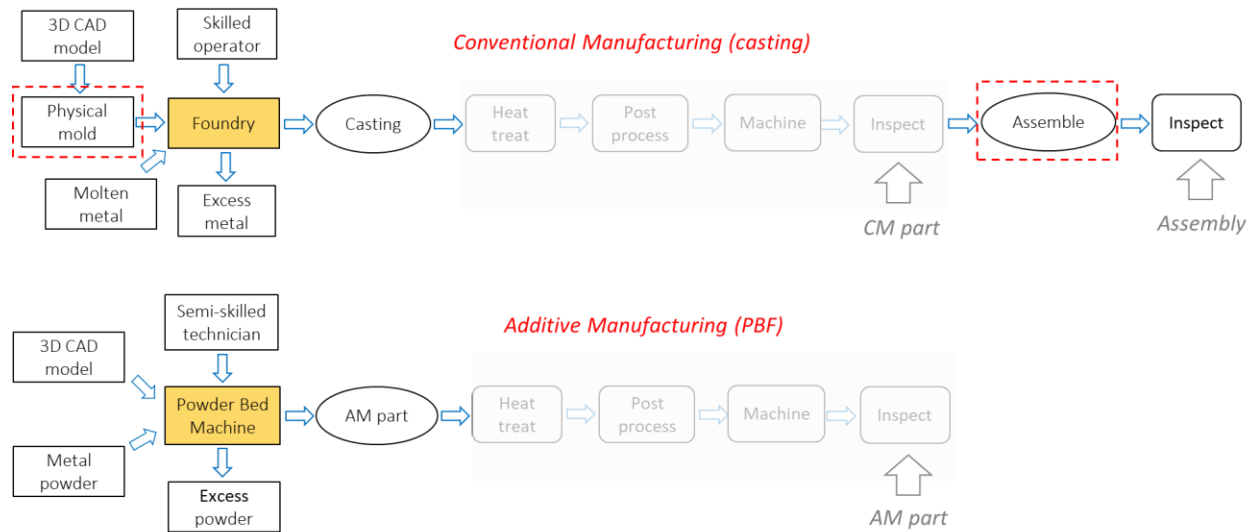 3D CAD
model
Skilled
operator
Conventional Manufacturing (casting)
Physical
mold
Foundry
Casting
Heat
treat
Post
process
Machine
Inspect
Assemble
Inspect
Molten
metal
Excess
metal
CM part
Assembly
Semi-skilled
technician
Additive Manufacturing (PBF)
3D CAD
model
Powder Bed
Machine
AM part
Heat
treat
Post
process
Machine
Inspect
Metal
powder
Excess
powder
AM part